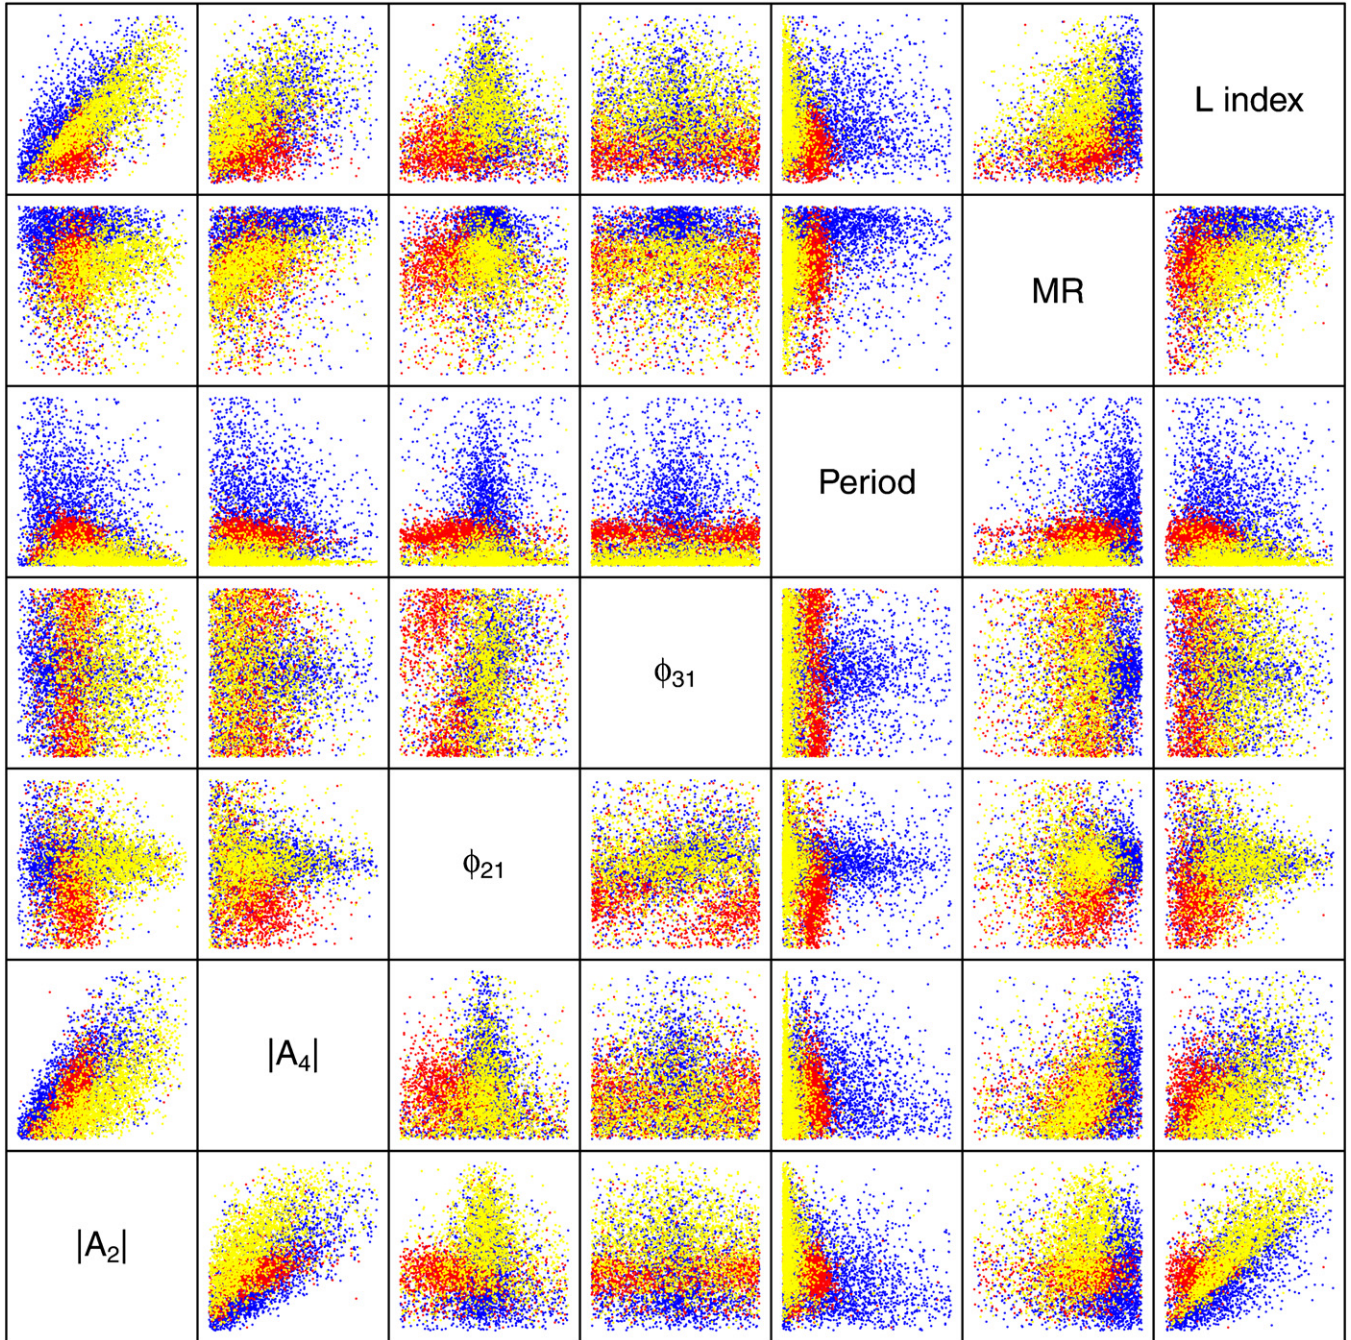 L index
MR
Period
ϕ₃₁
ϕ₂₁
|A₄|
|A₂|